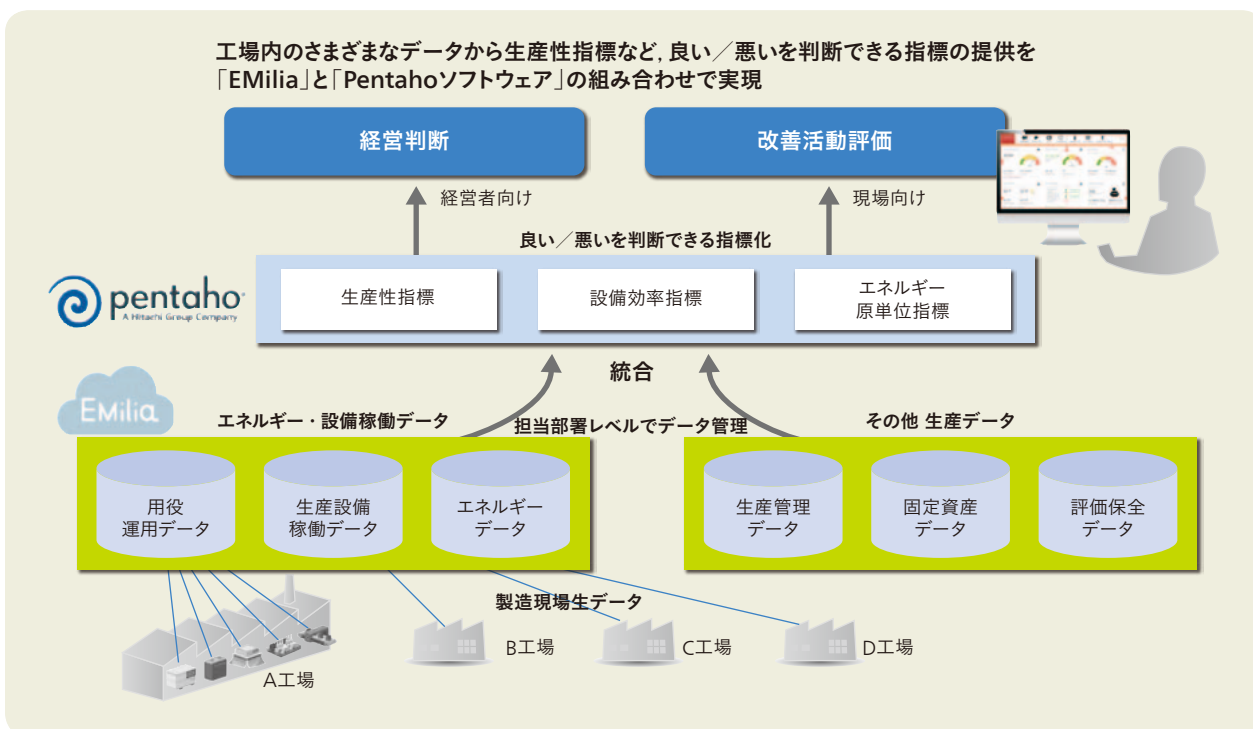 工場内のさまざまなデータから生産性指標など，良い／悪いを判断できる指標の提供を
「EMilia」と「Pentahoソフトウェア」の組み合わせで実現
経営判断
改善活動評価
経営者向け
現場向け
良い／悪いを判断できる指標化
pentaho
A Hitachi Group Company
生産性指標
設備効率指標
エネルギー
原単位指標
統合
EMilia
エネルギー・設備稼働データ
担当部署レベルでデータ管理
その他 生産データ
用役
運用データ
生産設備
稼働データ
エネルギー
データ
生産管理
データ
固定資産
データ
評価保全
データ
製造現場生データ
A工場
B工場
C工場
D工場